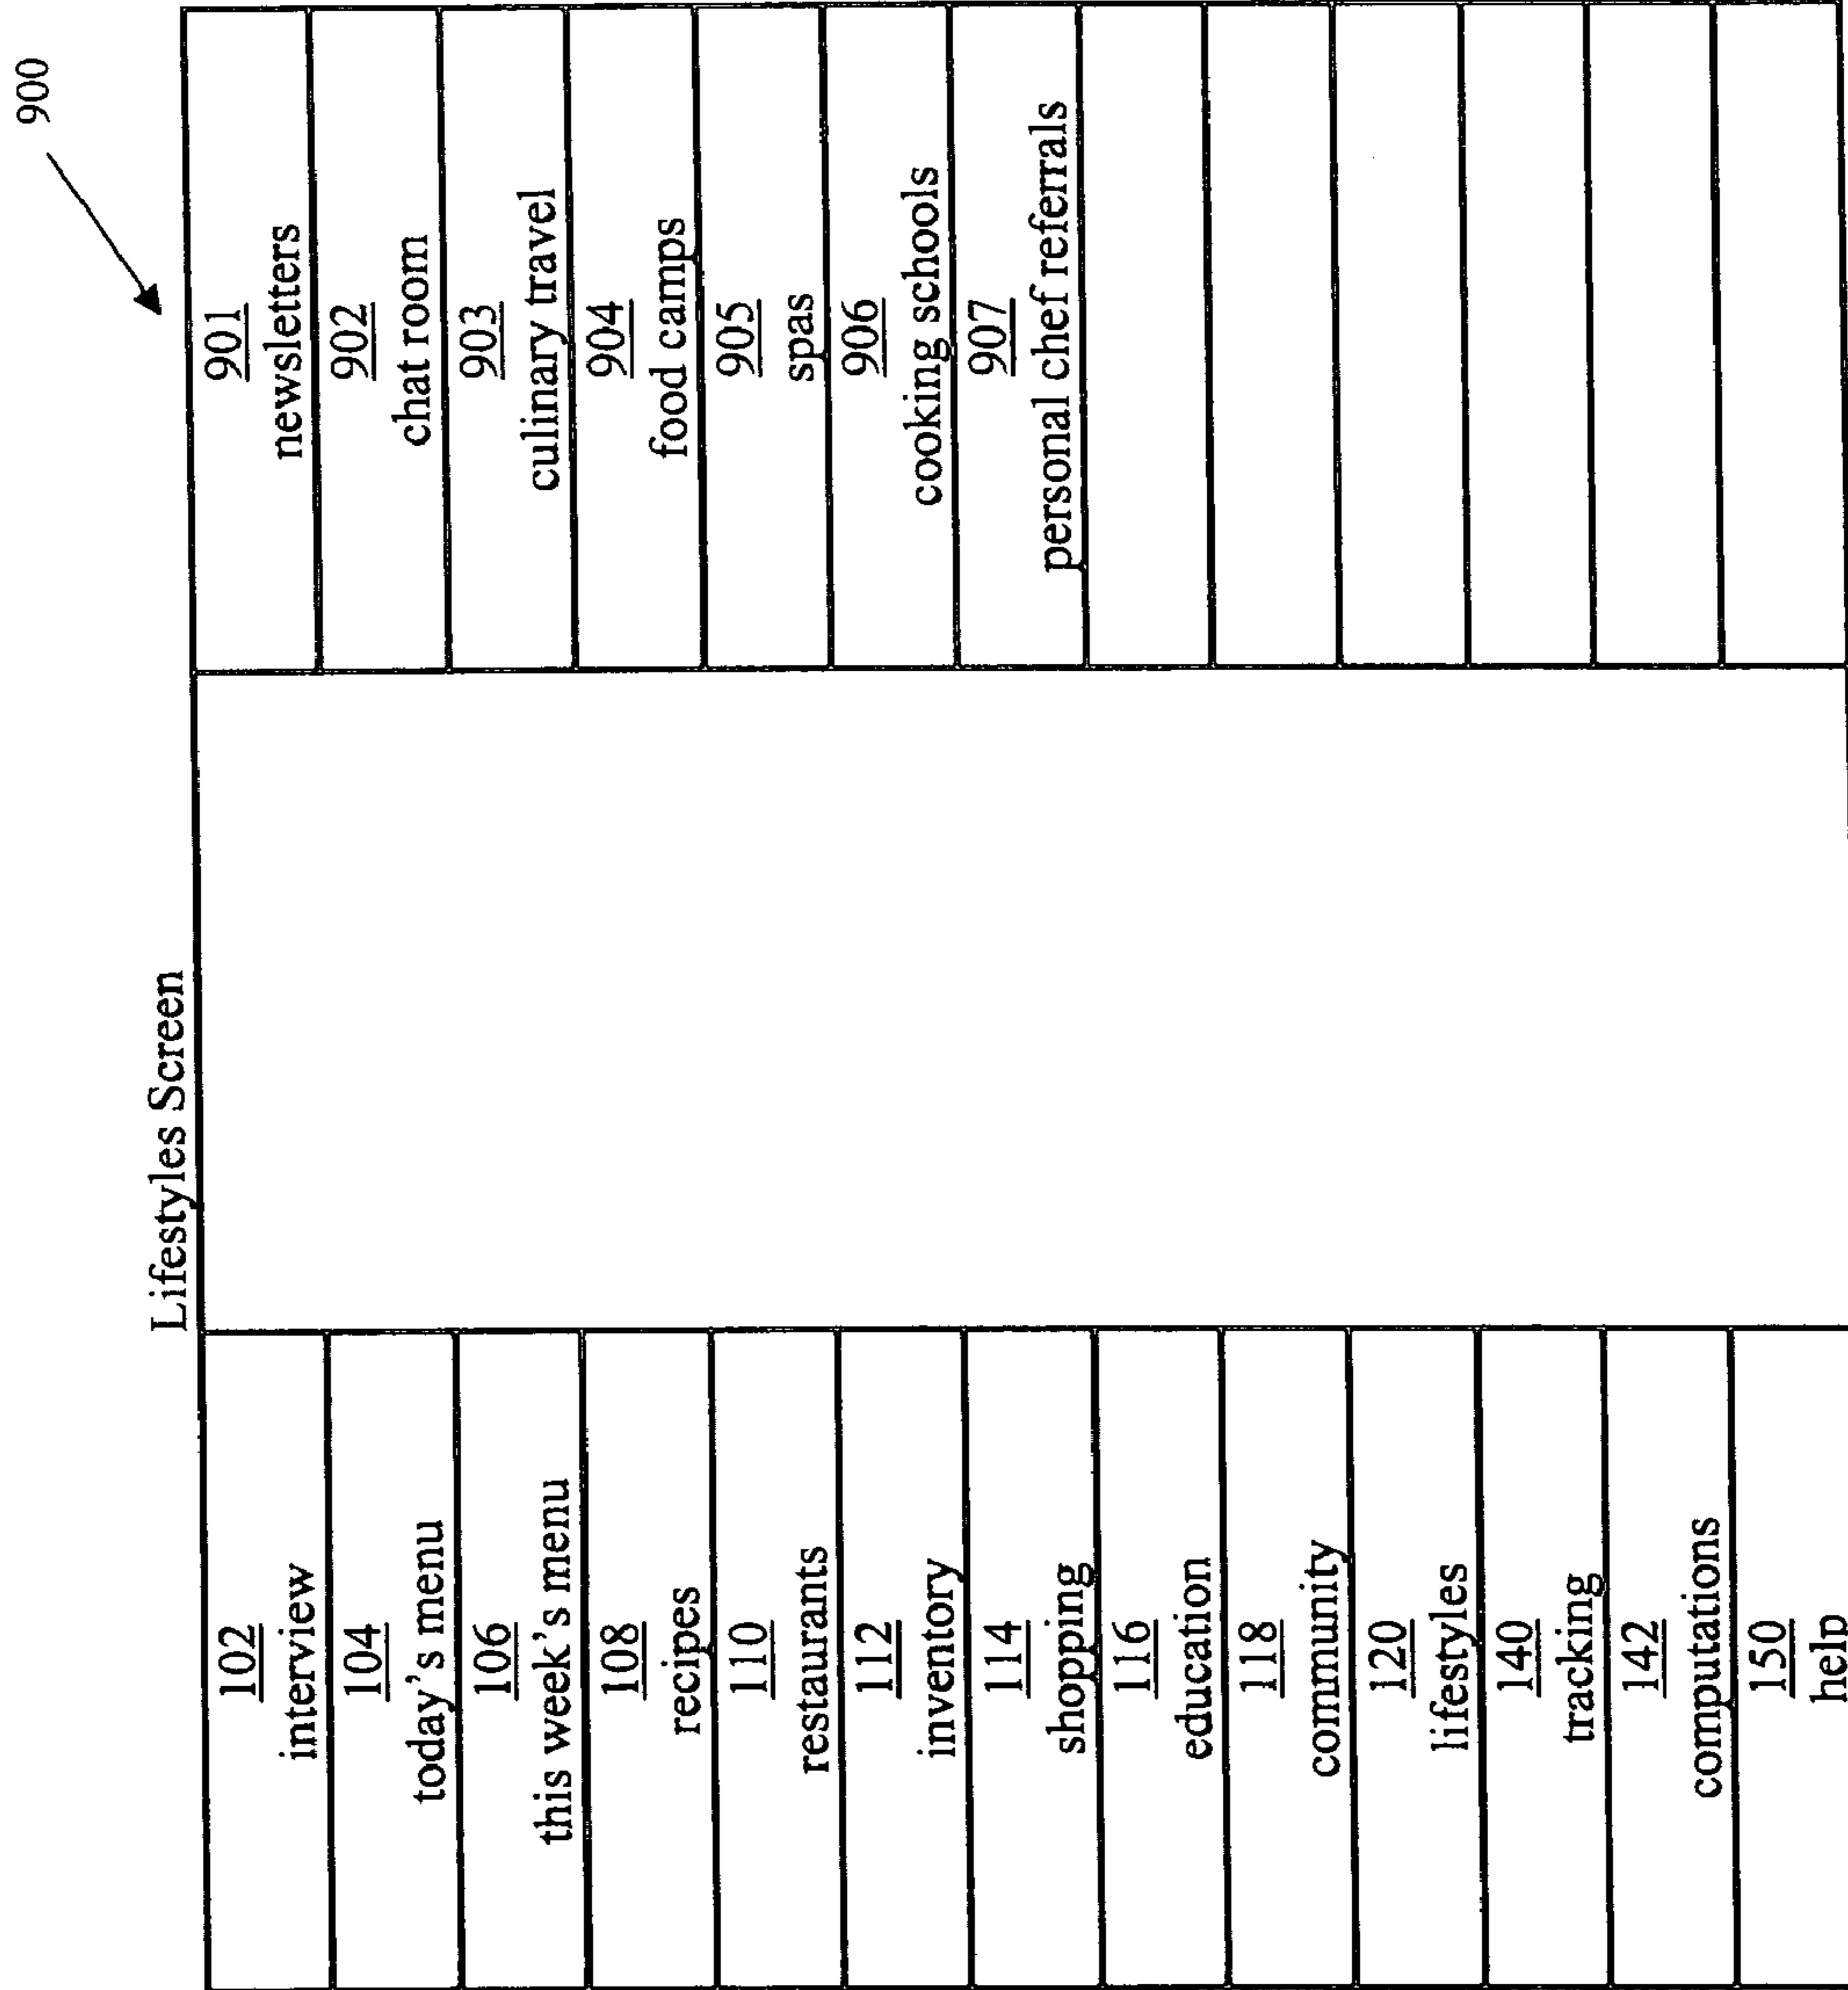 900
Lifestyles Screen
102
interview
104
today's menu
106
this week's menu
108
recipes
110
restaurants
112
inventory
114
shopping
116
education
118
community
120
lifestyles
140
tracking
142
computations
150
help
901
newsletters
902
chat room
903
culinary travel
904
food camps
905
spas
906
cooking schools
907
personal chef referrals